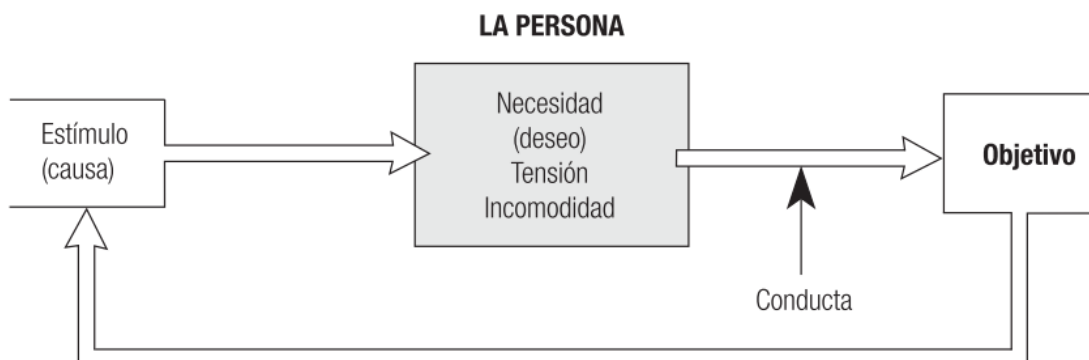 LA PERSONA
Estímulo
(causa)
Necesidad
(deseo)
Tensión
Incomodidad
Objetivo
Conducta